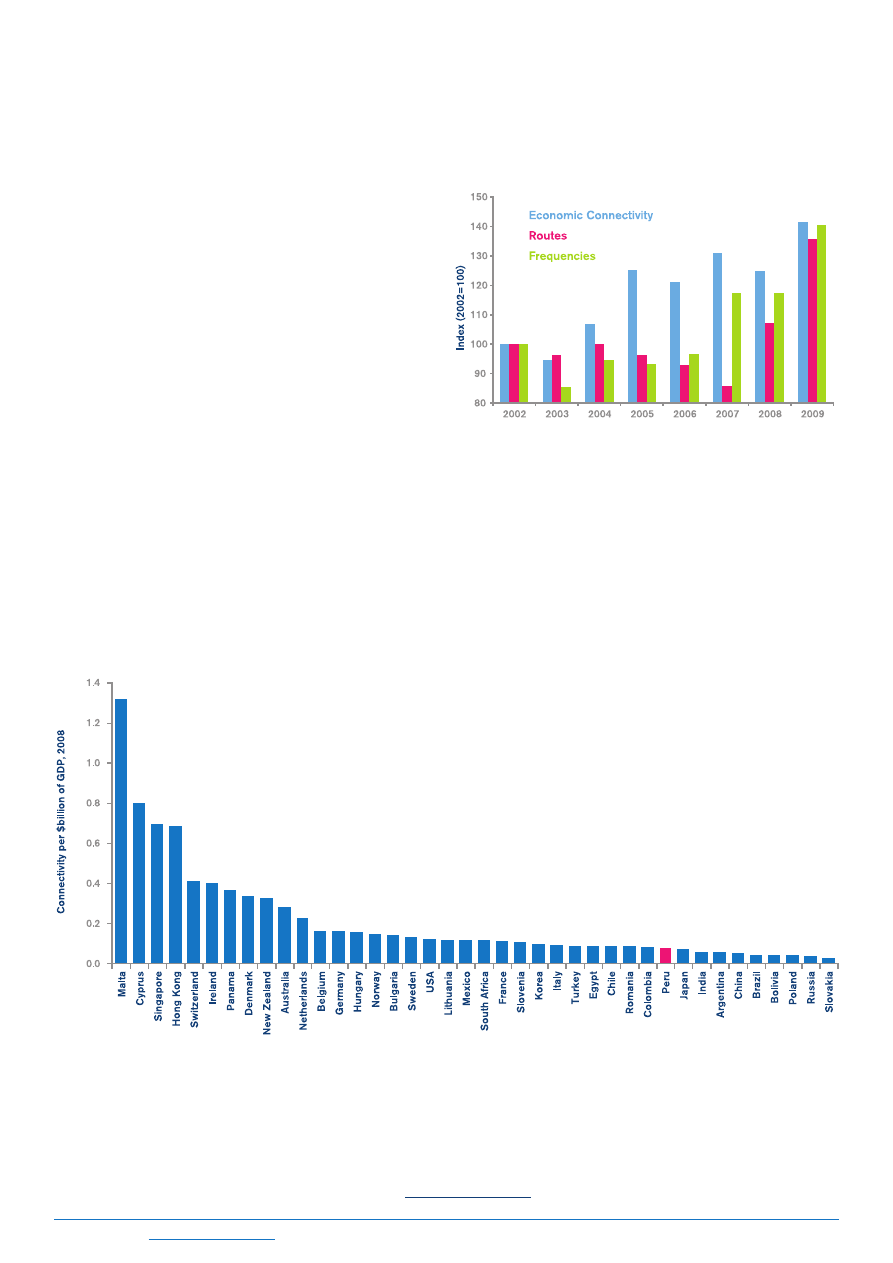 150
140
130
120
110
100
90
80
Index (2002=100)
Economic Connectivity
Routes
Frequencies
2002 2003 2004 2005 2006 2007 2008 2009
1.4
1.2
1.0
0.8
0.6
0.4
0.2
0.0
Connectivity per $billion of GDP, 2008
Malta
Cyprus
Singapore
Hong Kong
Switzerland
Ireland
Panama
Denmark
New Zealand
Australia
Netherlands
Belgium
Germany
Hungary
Norway
Bulgaria
Sweden
USA
Lithuania
Mexico
South Africa
France
Slovenia
Korea
Italy
Turkey
Egypt
Chile
Romania
Colombia
Peru
Japan
India
Argentina
China
Brazil
Bolivia
Poland
Russia
Slovakia